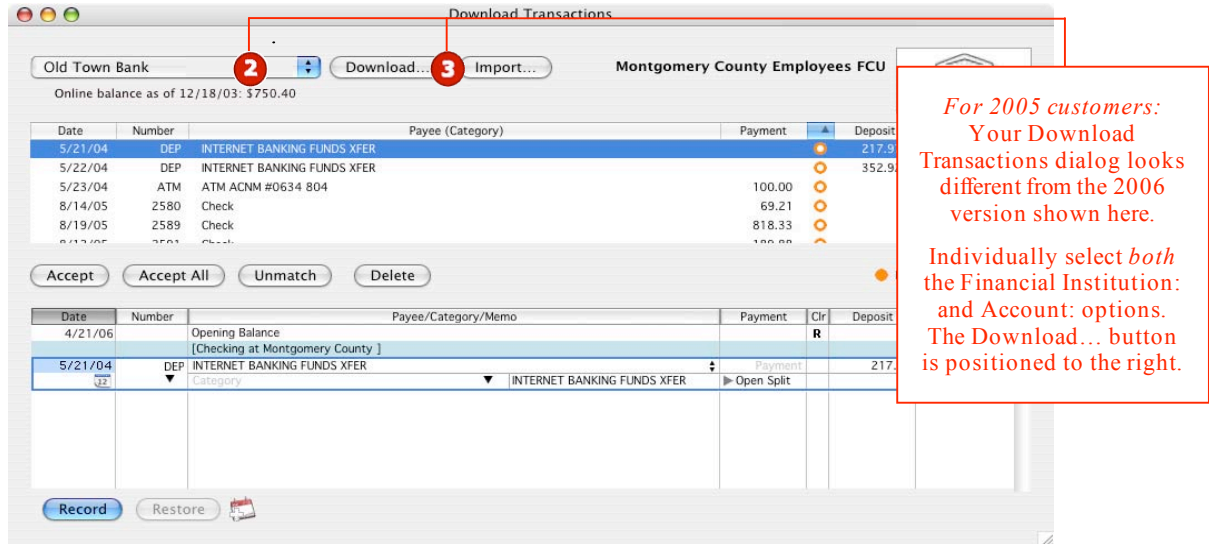 Download Transactions
Old Town Bank
2
Download...
3
Import...
Montgomery County Employees FCU
Online balance as of 12/18/03: $750.40
Date Number Payee (Category) Payment Deposit
5/21/04 DEP INTERNET BANKING FUNDS XFER 217.9
5/22/04 DEP INTERNET BANKING FUNDS XFER 352.9
5/23/04 ATM ATM ACNM #0634 804 100.00
8/14/05 2580 Check 69.21
8/19/05 2589 Check 818.33
Accept Accept All Unmatch Delete
Date Number Payee/Category/Memo Payment Clr Deposit
4/21/06 Opening Balance R
[Checking at Montgomery County ]
5/21/04 DEP INTERNET BANKING FUNDS XFER Payment 217.
12 Category INTERNET BANKING FUNDS XFER Open Split
Record Restore
For 2005 customers:
Your Download
Transactions dialog looks
different from the 2006
version shown here.
Individually select both
the Financial Institution:
and Account: options.
The Download… button
is positioned to the right.